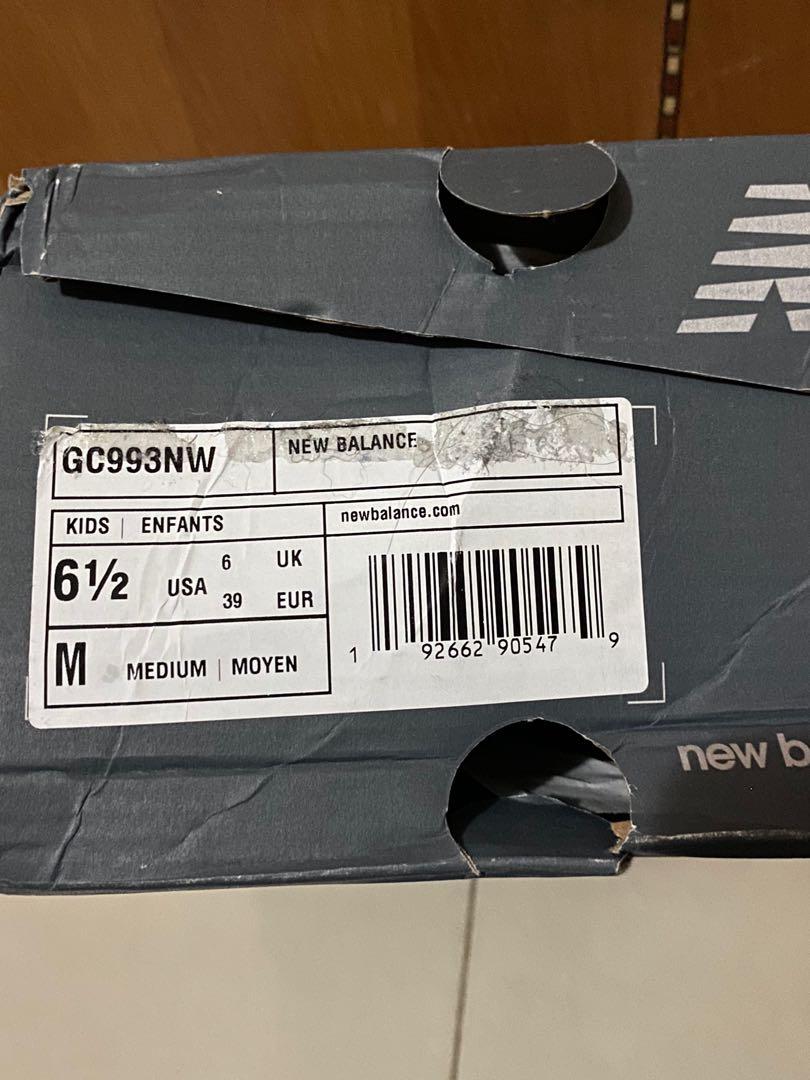 GC993NW
NEW BALANCE
KIDS | ENFANTS
newbalance.com
6½ USA 6 UK
39 EUR
M MEDIUM | MOYEN
1 92662 90547 9
new b